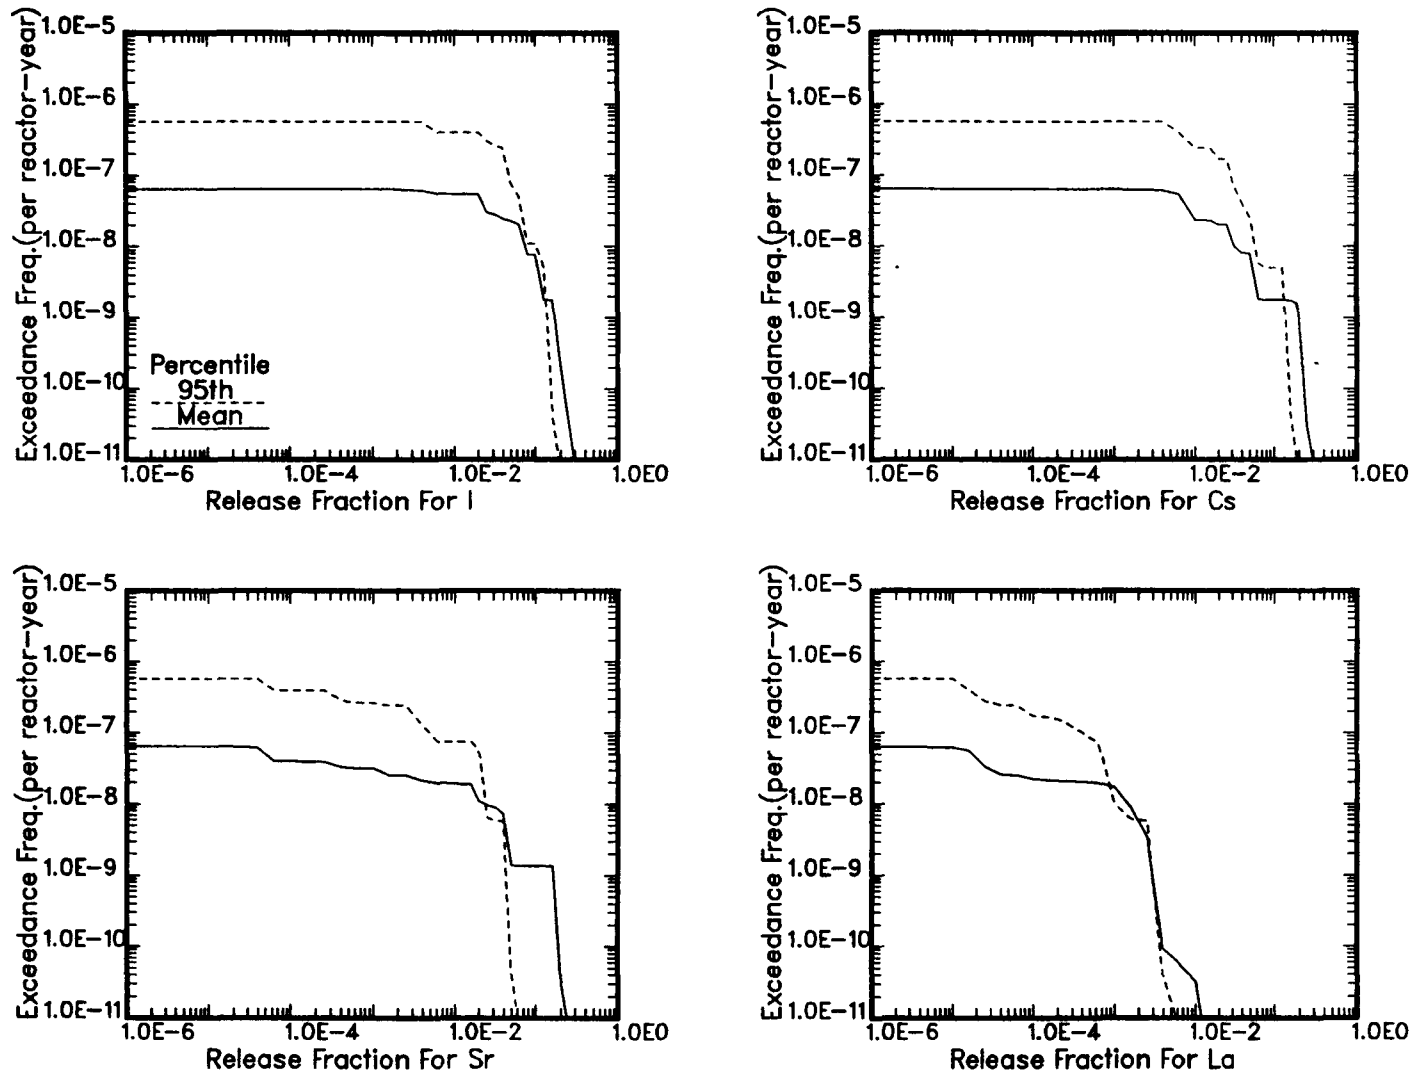 Exceedance Freq.(per reactor-year)
1.0E-5
1.0E-6
1.0E-7
1.0E-8
1.0E-9
1.0E-10
1.0E-11
Percentile
95th
Mean
1.0E-6 1.0E-4 1.0E-2 1.0E0
Release Fraction For I
Exceedance Freq.(per reactor-year)
1.0E-5
1.0E-6
1.0E-7
1.0E-8
1.0E-9
1.0E-10
1.0E-11
1.0E-6 1.0E-4 1.0E-2 1.0E0
Release Fraction For Cs
Exceedance Freq.(per reactor-year)
1.0E-5
1.0E-6
1.0E-7
1.0E-8
1.0E-9
1.0E-10
1.0E-11
1.0E-6 1.0E-4 1.0E-2 1.0E0
Release Fraction For Sr
Exceedance Freq.(per reactor-year)
1.0E-5
1.0E-6
1.0E-7
1.0E-8
1.0E-9
1.0E-10
1.0E-11
1.0E-6 1.0E-4 1.0E-2 1.0E0
Release Fraction For La